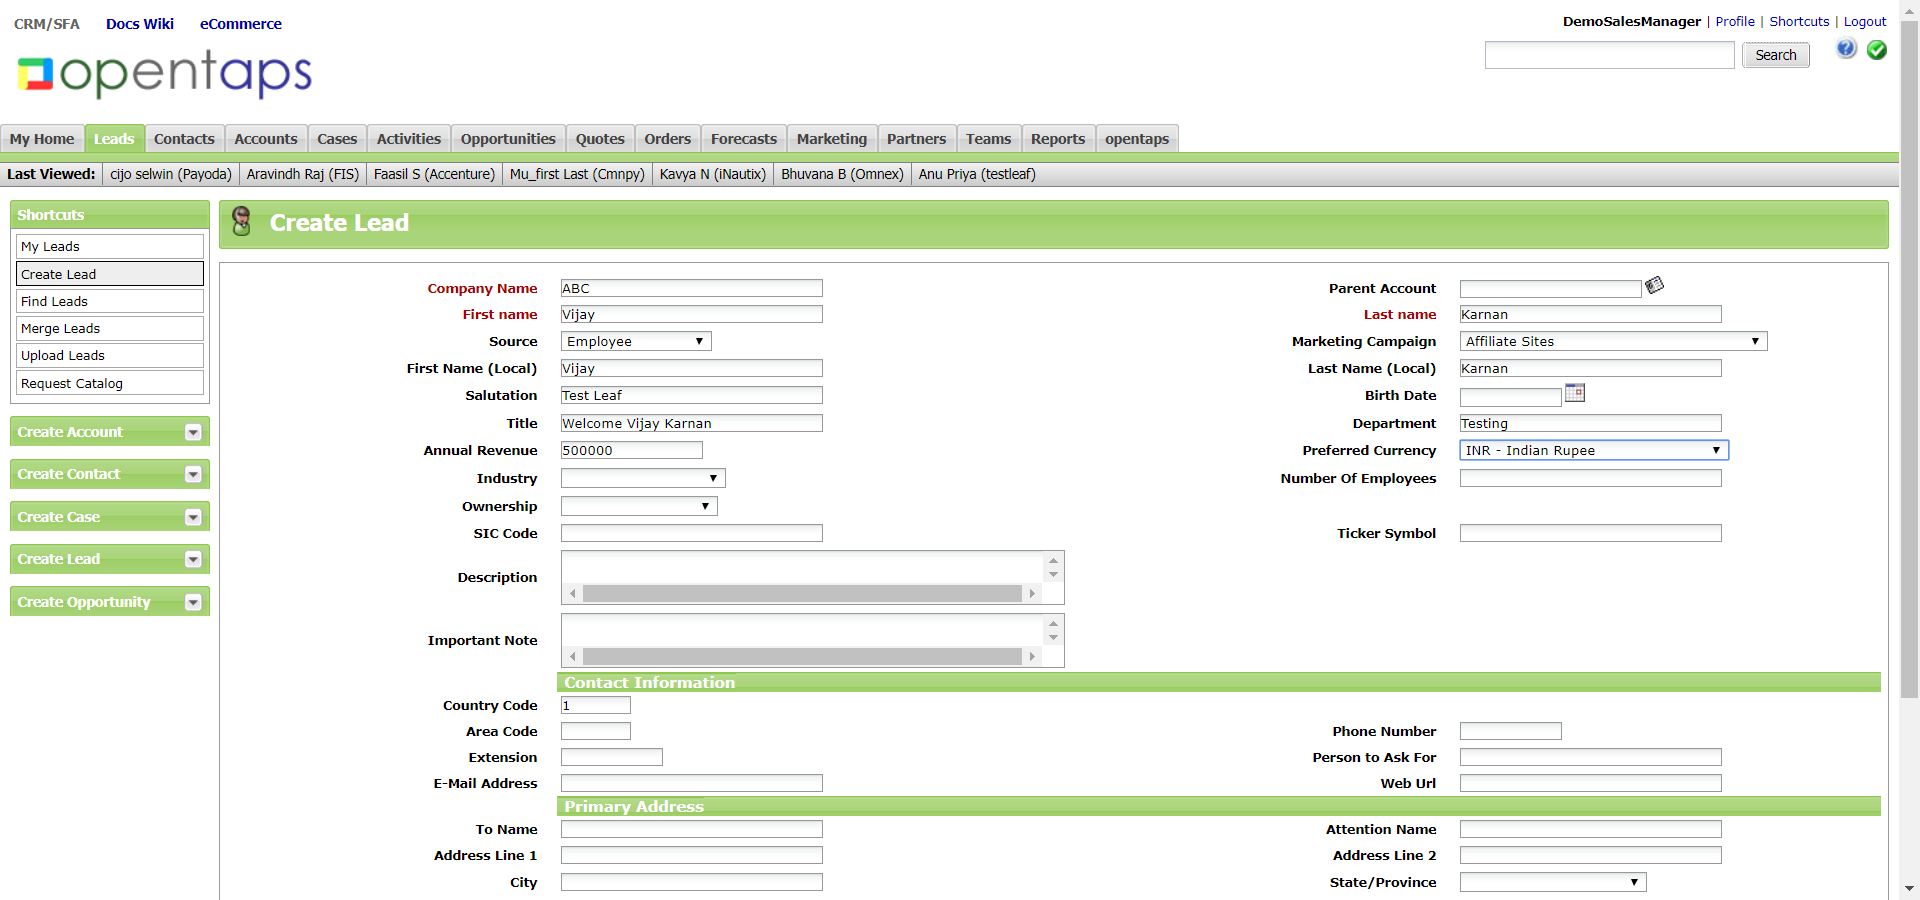 CRM/SFA Docs Wiki eCommerce
DemoSalesManager | Profile | Shortcuts | Logout
Search
opentaps
My Home Leads Contacts Accounts Cases Activities Opportunities Quotes Orders Forecasts Marketing Partners Teams Reports opentaps
Last Viewed: cijo selwin (Payoda) Aravindh Raj (FIS) Faasil S (Accenture) Mu_first Last (Cmnpy) Kavya N (iNautix) Bhuvana B (Omnex) Anu Priya (testleaf)
Shortcuts
My Leads
Create Lead
Find Leads
Merge Leads
Upload Leads
Request Catalog
Create Account
Create Contact
Create Case
Create Lead
Create Opportunity
Create Lead
Company Name ABC Parent Account
First name Vijay Last name Karnan
Source Employee Marketing Campaign Affiliate Sites
First Name (Local) Vijay Last Name (Local) Karnan
Salutation Test Leaf Birth Date
Title Welcome Vijay Karnan Department Testing
Annual Revenue 500000 Preferred Currency INR - Indian Rupee
Industry Number Of Employees
Ownership
SIC Code Ticker Symbol
Description
Important Note
Contact Information
Country Code 1
Area Code Phone Number
Extension Person to Ask For
E-Mail Address Web Url
Primary Address
To Name Attention Name
Address Line 1 Address Line 2
City State/Province